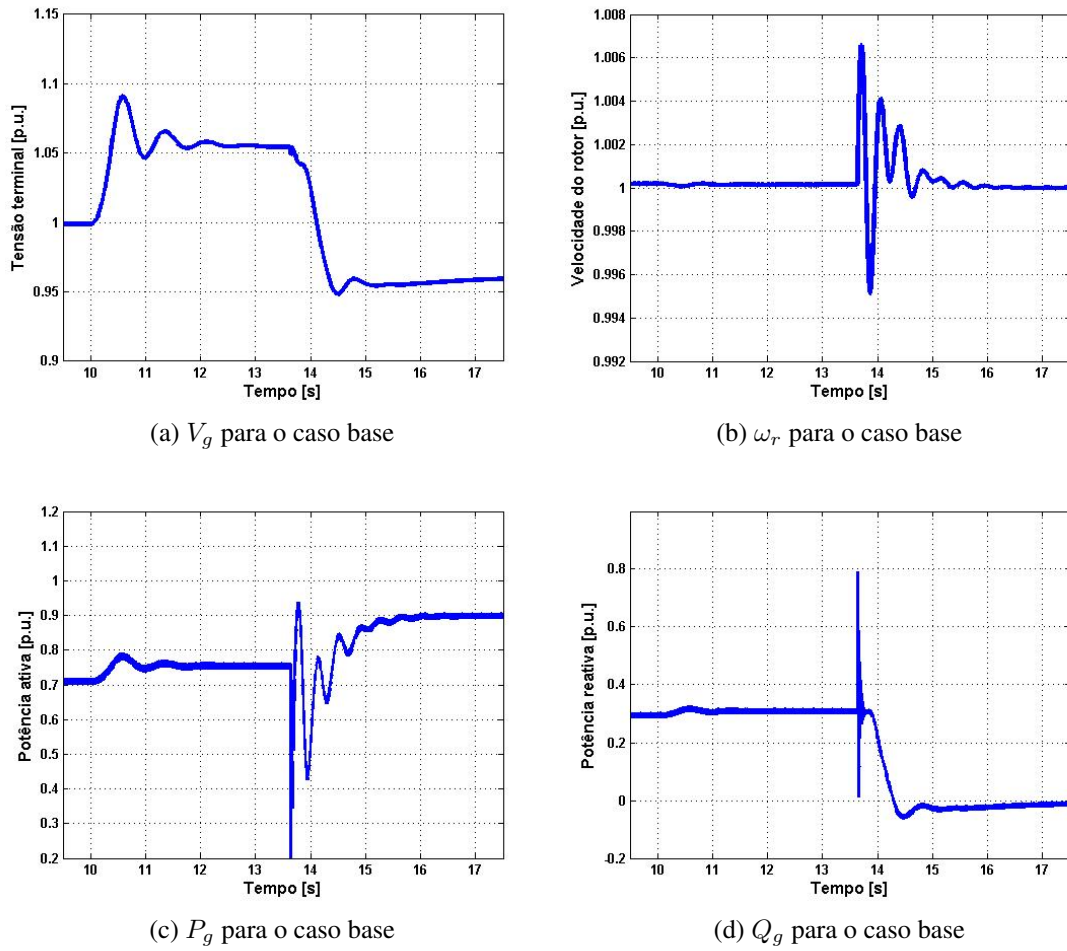 Tensão terminal [p.u.]
1.15
1.1
1.05
1
0.95
0.9
10 11 12 13 14 15 16 17
Tempo [s]
(a) V_g para o caso base
Velocidade do rotor [p.u.]
1.008
1.006
1.004
1.002
1
0.998
0.996
0.994
0.992
10 11 12 13 14 15 16 17
Tempo [s]
(b) ω_r para o caso base
Potência ativa [p.u.]
1.2
1.1
1
0.9
0.8
0.7
0.6
0.5
0.4
0.3
0.2
10 11 12 13 14 15 16 17
Tempo [s]
(c) P_g para o caso base
Potência reativa [p.u.]
0.8
0.6
0.4
0.2
0
-0.2
10 11 12 13 14 15 16 17
Tempo [s]
(d) Q_g para o caso base